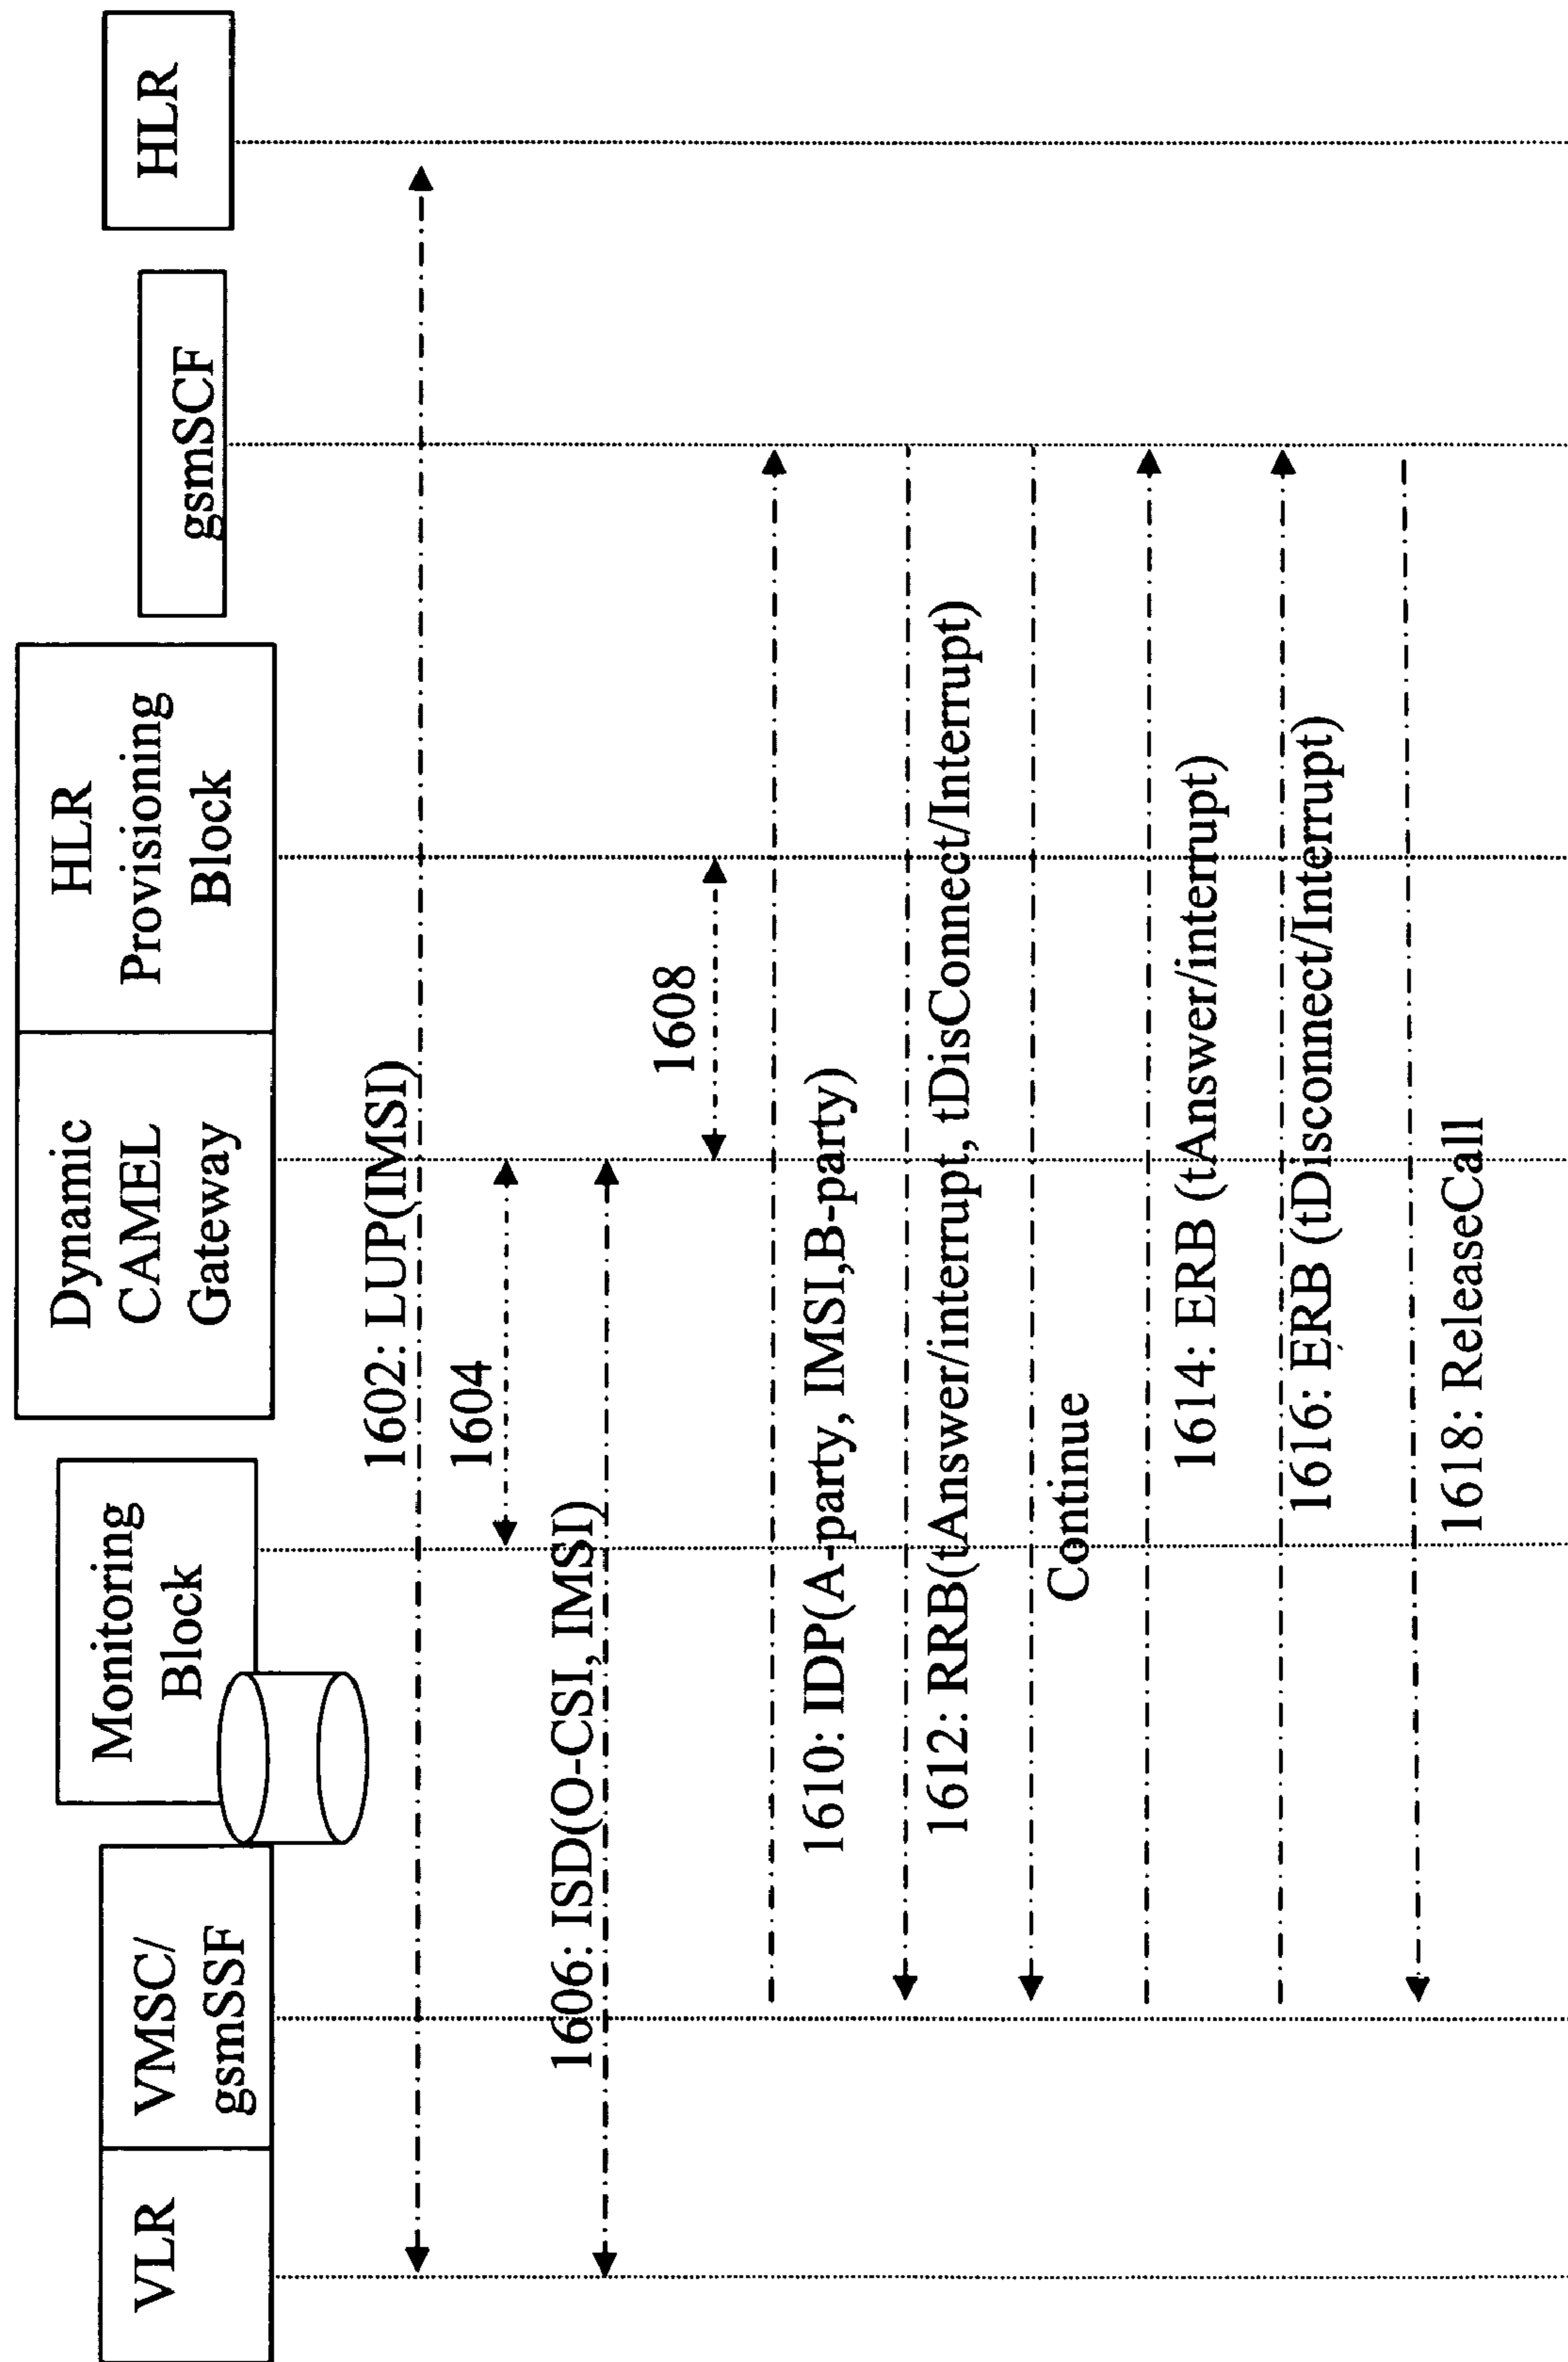 VLR
VMSC/
gsmSSF
Monitoring
Block
Dynamic
CAMEL
Gateway
HLR
Provisioning
Block
gsmSCF
HLR
1602: LUP(IMSI)
1604
1606: ISD(O-CSI, IMSI)
1608
1610: IDP(A-party, IMSI,B-party)
1612: RRB(tAnswer/interrupt, tDisConnect/Interrupt)
Continue
1614: ERB (tAnswer/interrupt)
1616: ERB (tDisconnect/Interrupt)
1618: ReleaseCall